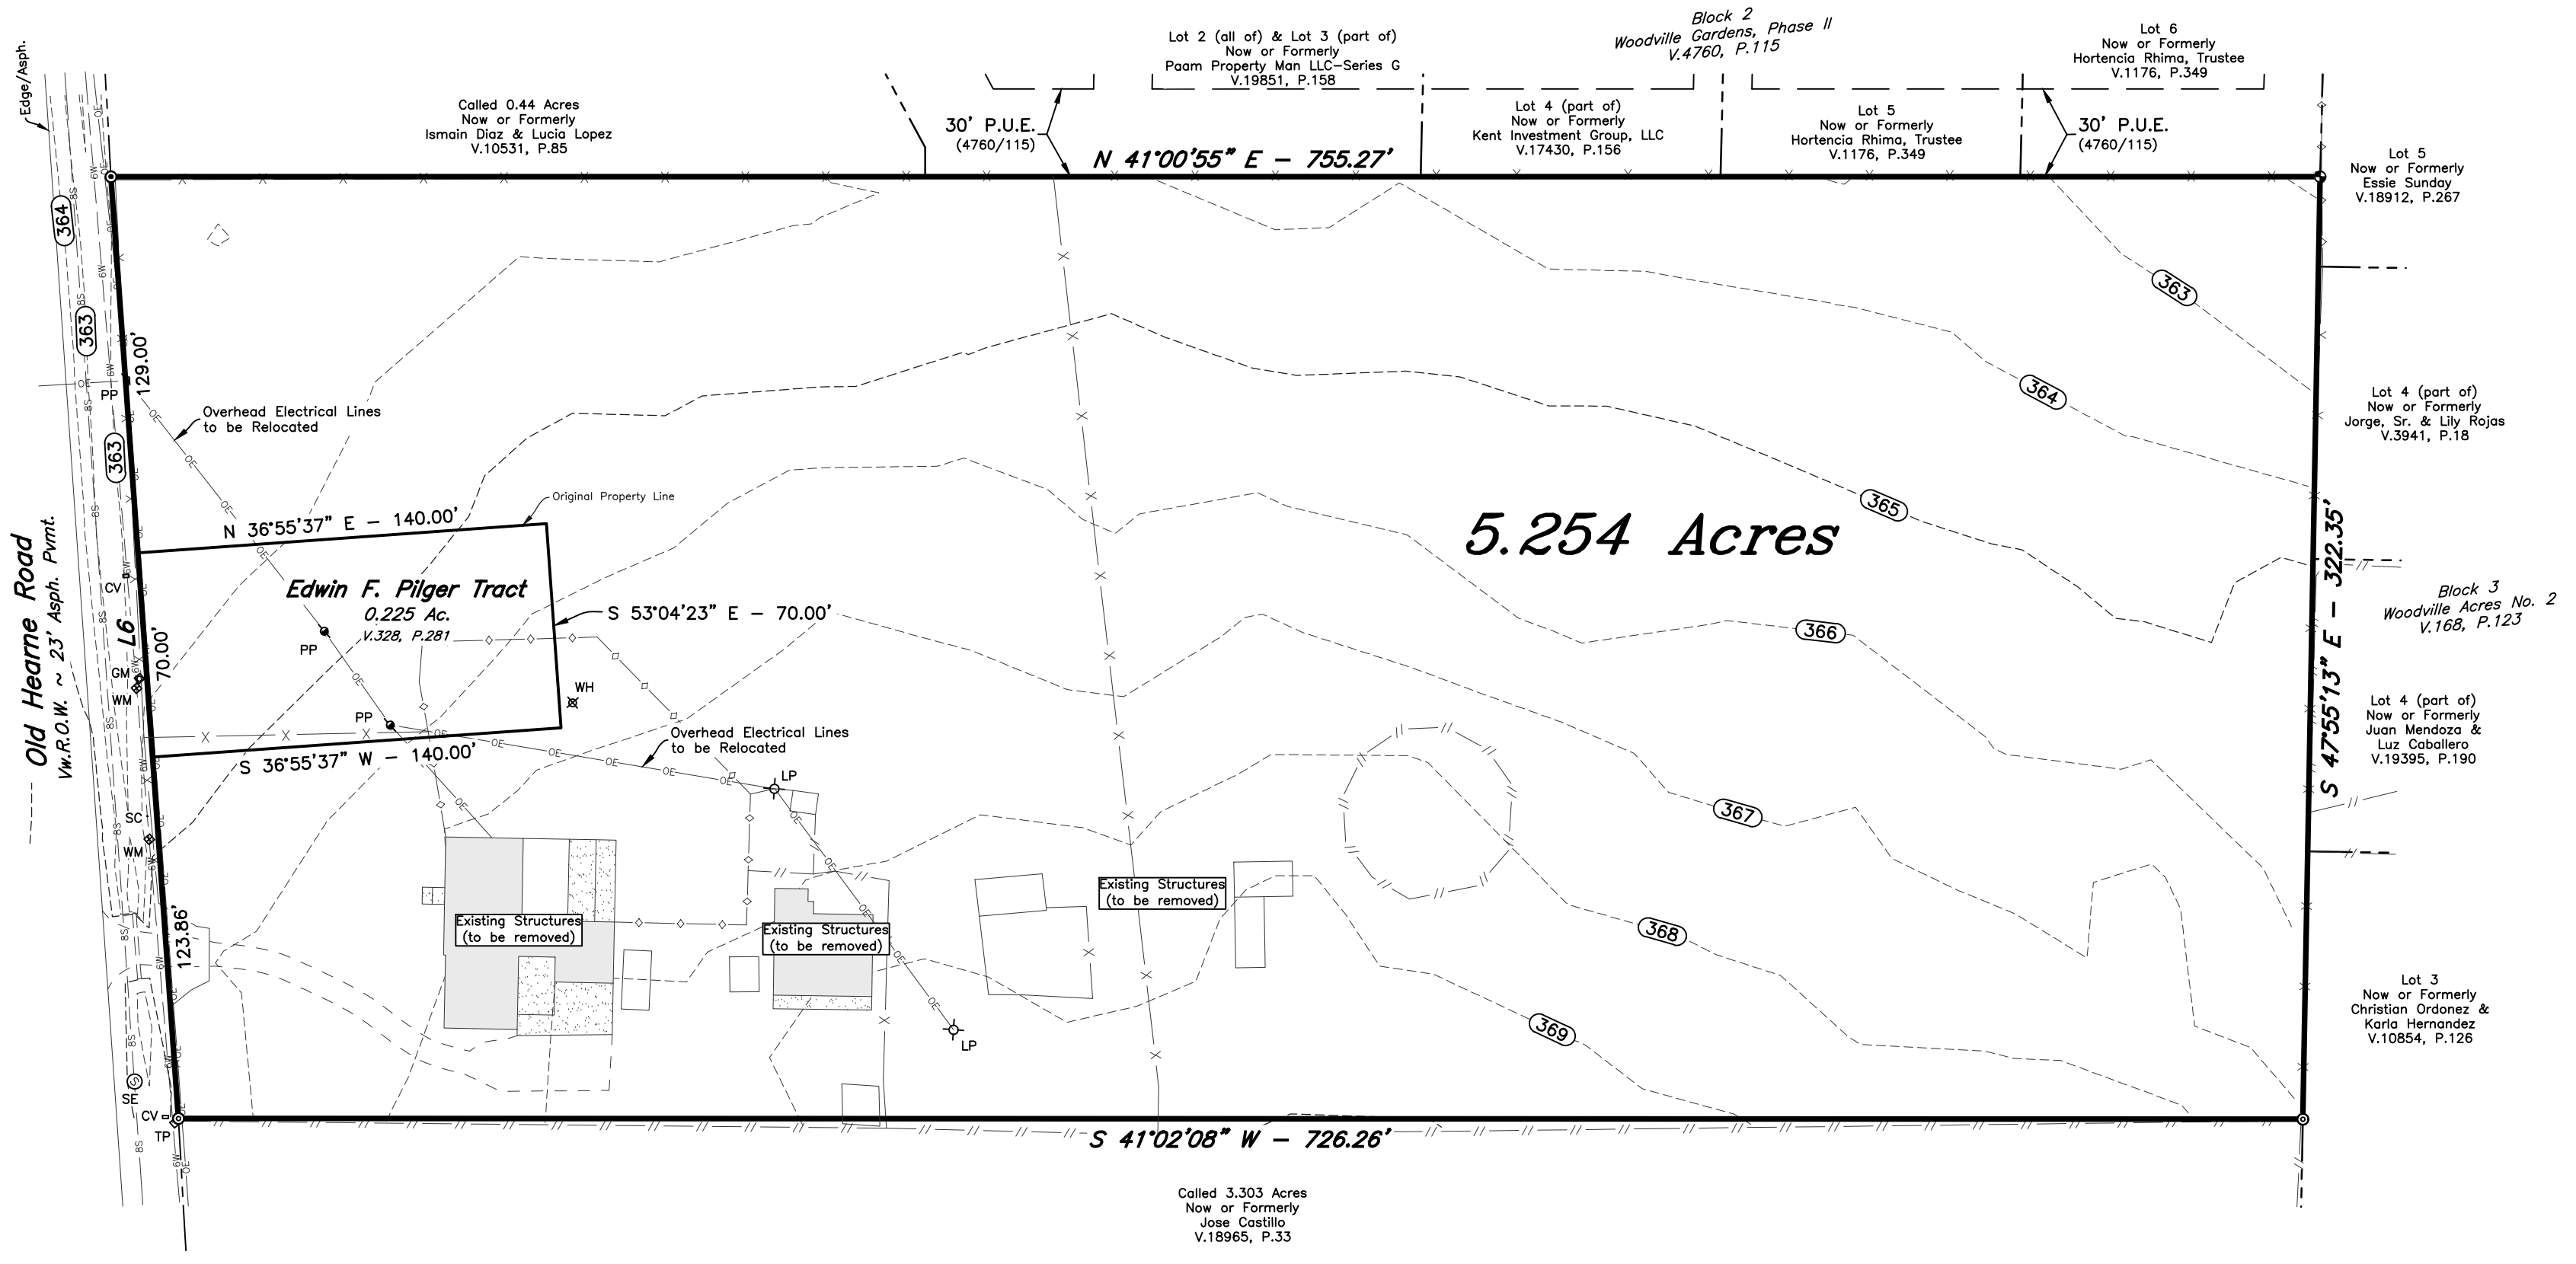 Block 2
Woodville Gardens, Phase II
V.4760, P.115
Lot 2 (all of) & Lot 3 (part of)
Now or Formerly
Paam Property Man LLC-Series G
V.19851, P.158
Lot 6
Now or Formerly
Hortencia Rhima, Trustee
V.1176, P.349
Edge/Asph.
Called 0.44 Acres
Now or Formerly
Ismain Diaz & Lucia Lopez
V.10531, P.85
30' P.U.E.
(4760/115)
Lot 4 (part of)
Now or Formerly
Kent Investment Group, LLC
V.17430, P.156
Lot 5
Now or Formerly
Hortencia Rhima, Trustee
V.1176, P.349
30' P.U.E.
(4760/115)
N 41°00'55" E - 755.27'
Lot 5
Now or Formerly
Essie Sunday
V.18912, P.267
364
363
363
363
364
365
366
367
368
369
129.00'
PP
Overhead Electrical Lines
to be Relocated
Lot 4 (part of)
Now or Formerly
Jorge, Sr. & Lily Rojas
V.3941, P.18
Original Property Line
N 36°55'37" E - 140.00'
5.254 Acres
S 47°55'13" E - 322.35'
Old Hearne Road
Vw.R.O.W. ~ 23' Asph. Pvmt.
CV
L6
70.00'
GM
WM
Edwin F. Pilger Tract
0.225 Ac.
V.328, P.281
S 53°04'23" E - 70.00'
PP
PP
WH
S 36°55'37" W - 140.00'
Block 3
Woodville Acres No. 2
V.168, P.123
Overhead Electrical Lines
to be Relocated
LP
Lot 4 (part of)
Now or Formerly
Juan Mendoza &
Luz Caballero
V.19395, P.190
SC
WM
123.86'
Existing Structures
(to be removed)
Existing Structures
(to be removed)
Existing Structures
(to be removed)
LP
Lot 3
Now or Formerly
Christian Ordonez &
Karla Hernandez
V.10854, P.126
S
SE
CV
TP
S 41°02'08" W - 726.26'
Called 3.303 Acres
Now or Formerly
Jose Castillo
V.18965, P.33